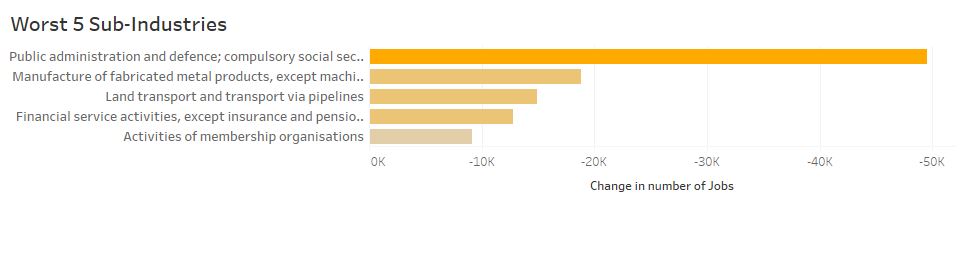 Worst 5 Sub-Industries
Public administration and defence; compulsory social sec..
Manufacture of fabricated metal products, except machi..
Land transport and transport via pipelines
Financial service activities, except insurance and pensio..
Activities of membership organisations
0K -10K -20K -30K -40K -50K
Change in number of Jobs